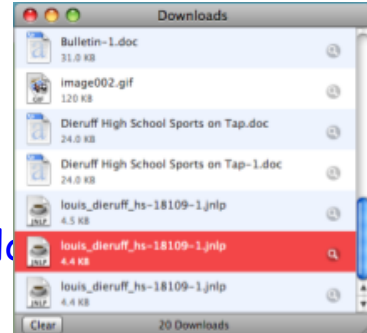 Downloads
Bulletin-1.doc
31.0 KB
image002.gif
120 KB
GIF
Dieruff High School Sports on Tap.doc
24.0 KB
Dieruff High School Sports on Tap-1.doc
24.0 KB
louis_dieruff_hs-18109-1.jnlp
4.5 KB
JNLP
louis_dieruff_hs-18109-1.jnlp
4.4 KB
JNLP
louis_dieruff_hs-18109-1.jnlp
4.4 KB
JNLP
Clear
20 Downloads